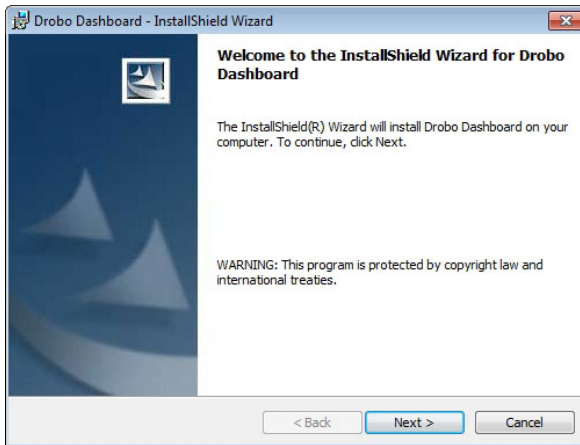 Drobo Dashboard - InstallShield Wizard
Welcome to the InstallShield Wizard for Drobo
Dashboard
The InstallShield(R) Wizard will install Drobo Dashboard on your
computer. To continue, click Next.
WARNING: This program is protected by copyright law and
international treaties.
< Back Next > Cancel